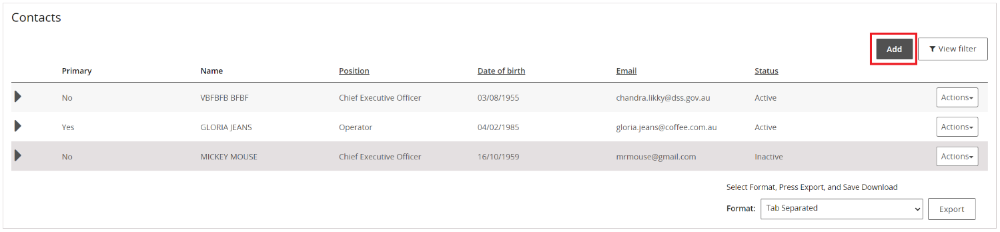 Contacts
Add View filter
Primary Name Position Date of birth Email Status
No VBFBFB BFBF Chief Executive Officer 03/08/1955 chandra.likky@dss.gov.au Active Actions
Yes GLORIA JEANS Operator 04/02/1985 gloria.jeans@coffee.com.au Active Actions
No MICKEY MOUSE Chief Executive Officer 16/10/1959 mrmouse@gmail.com Inactive Actions
Select Format, Press Export, and Save Download
Format: Tab Separated Export